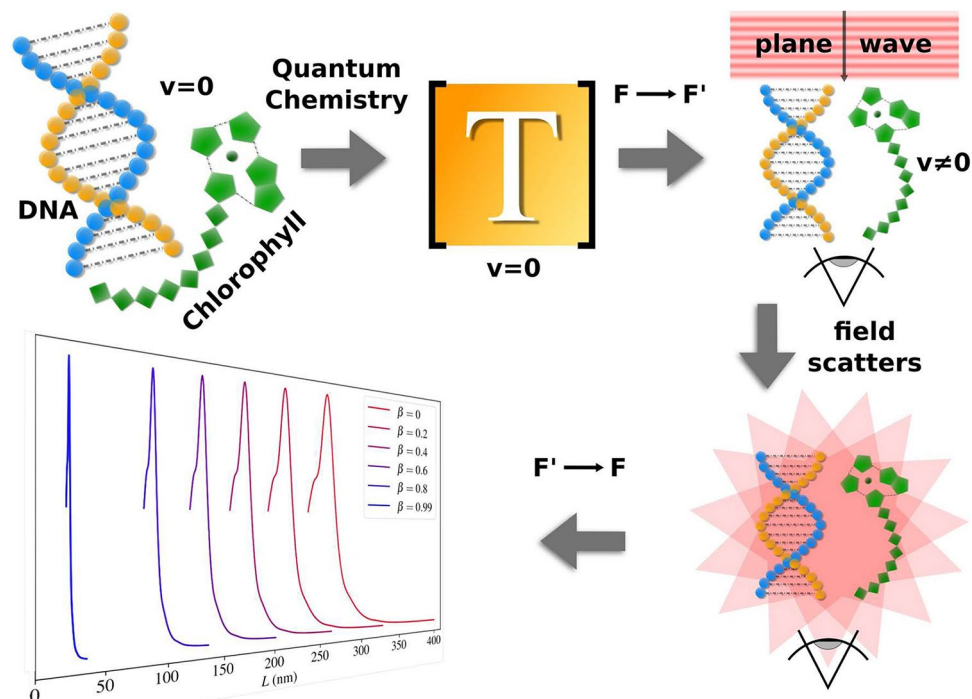 v=0
DNA
Chlorophyll
Quantum
Chemistry
T
v=0
F → F'
plane wave
v≠0
field
scatters
F' → F
β = 0
β = 0.2
β = 0.4
β = 0.6
β = 0.8
β = 0.99
0 50 100 150 200 250 300 350 400
L (nm)